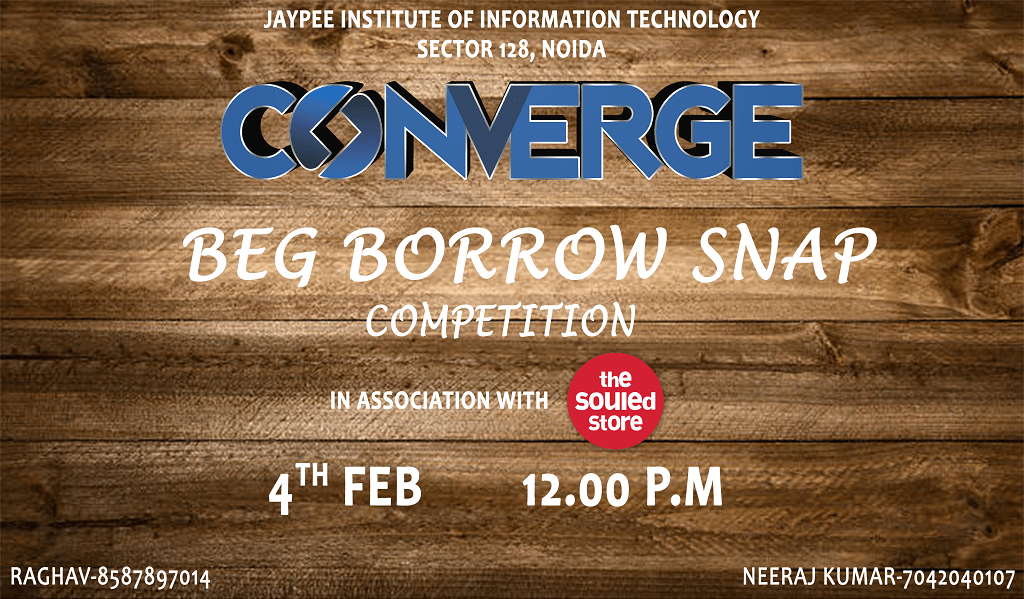 JAYPEE INSTITUTE OF INFORMATION TECHNOLOGY
SECTOR 128, NOIDA
CONVERGE
BEG BORROW SNAP
COMPETITION
IN ASSOCIATION WITH
the
souled
store
4TH FEB 12.00 P.M
RAGHAV-8587897014 NEERAJ KUMAR-7042040107